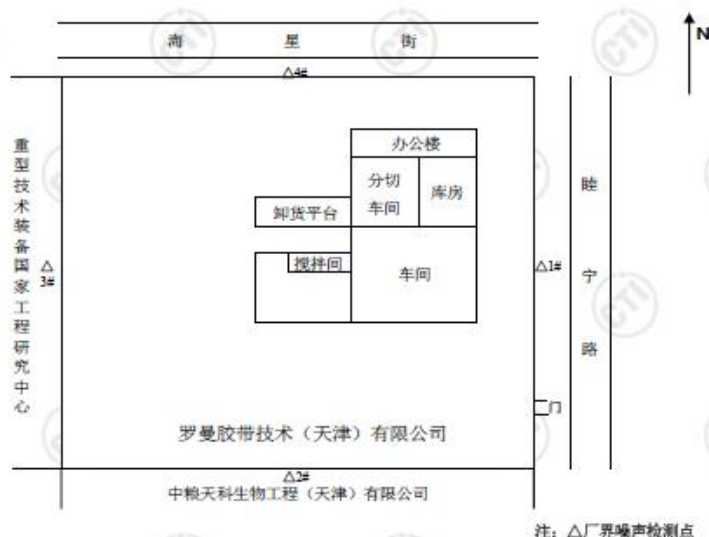 海星街
N
△4#
办公楼
分切车间
库房
卸货平台
搅拌间
车间
重型技术装备国家工程研究中心
△3#
△1#
睦宁路
门
罗曼胶带技术（天津）有限公司
△2#
中粮天科生物工程（天津）有限公司
注：△厂界噪声检测点
CTI